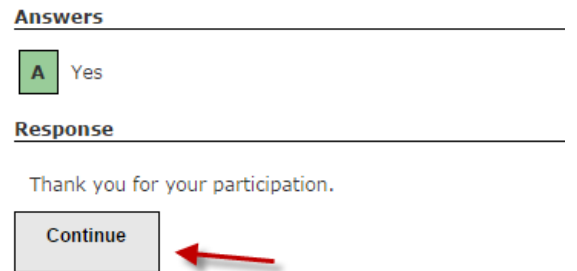 Answers
A Yes
Response
Thank you for your participation.
Continue